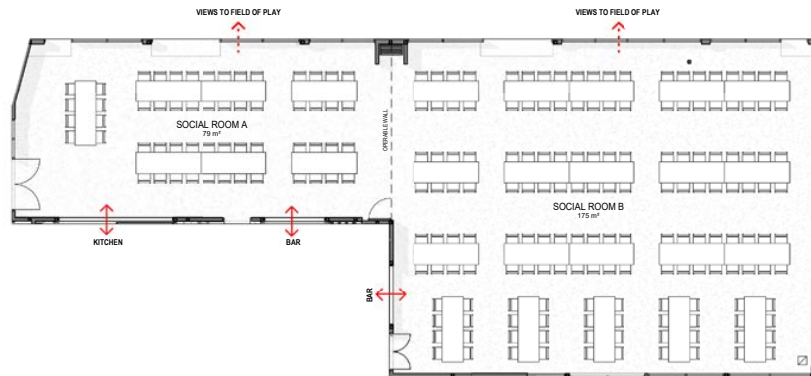 VIEWS TO FIELD OF PLAY
VIEWS TO FIELD OF PLAY
SOCIAL ROOM A
79 m²
OPERABLE WALL
SOCIAL ROOM B
175 m²
KITCHEN
BAR
BAR